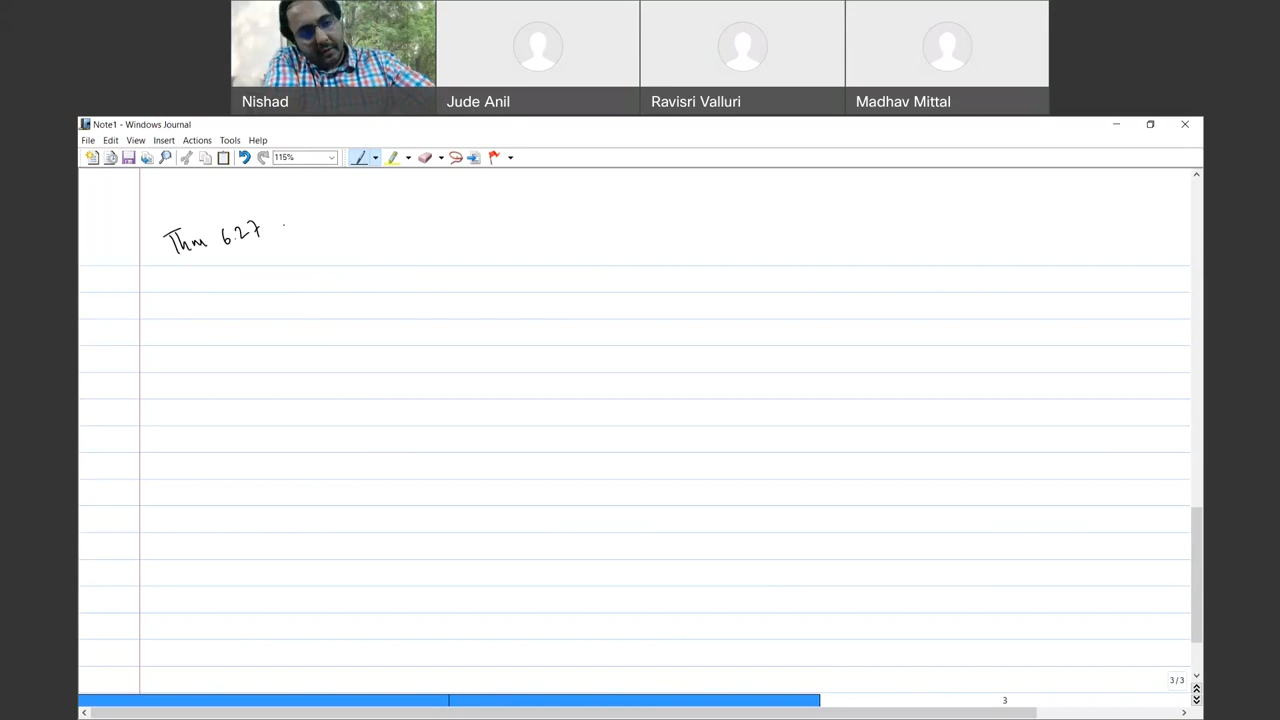 Nishad
Jude Anil
Ravisri Valluri
Madhav Mittal
Note1 - Windows Journal
File Edit View Insert Actions Tools Help
115%
Thm 6.27
3/3
3